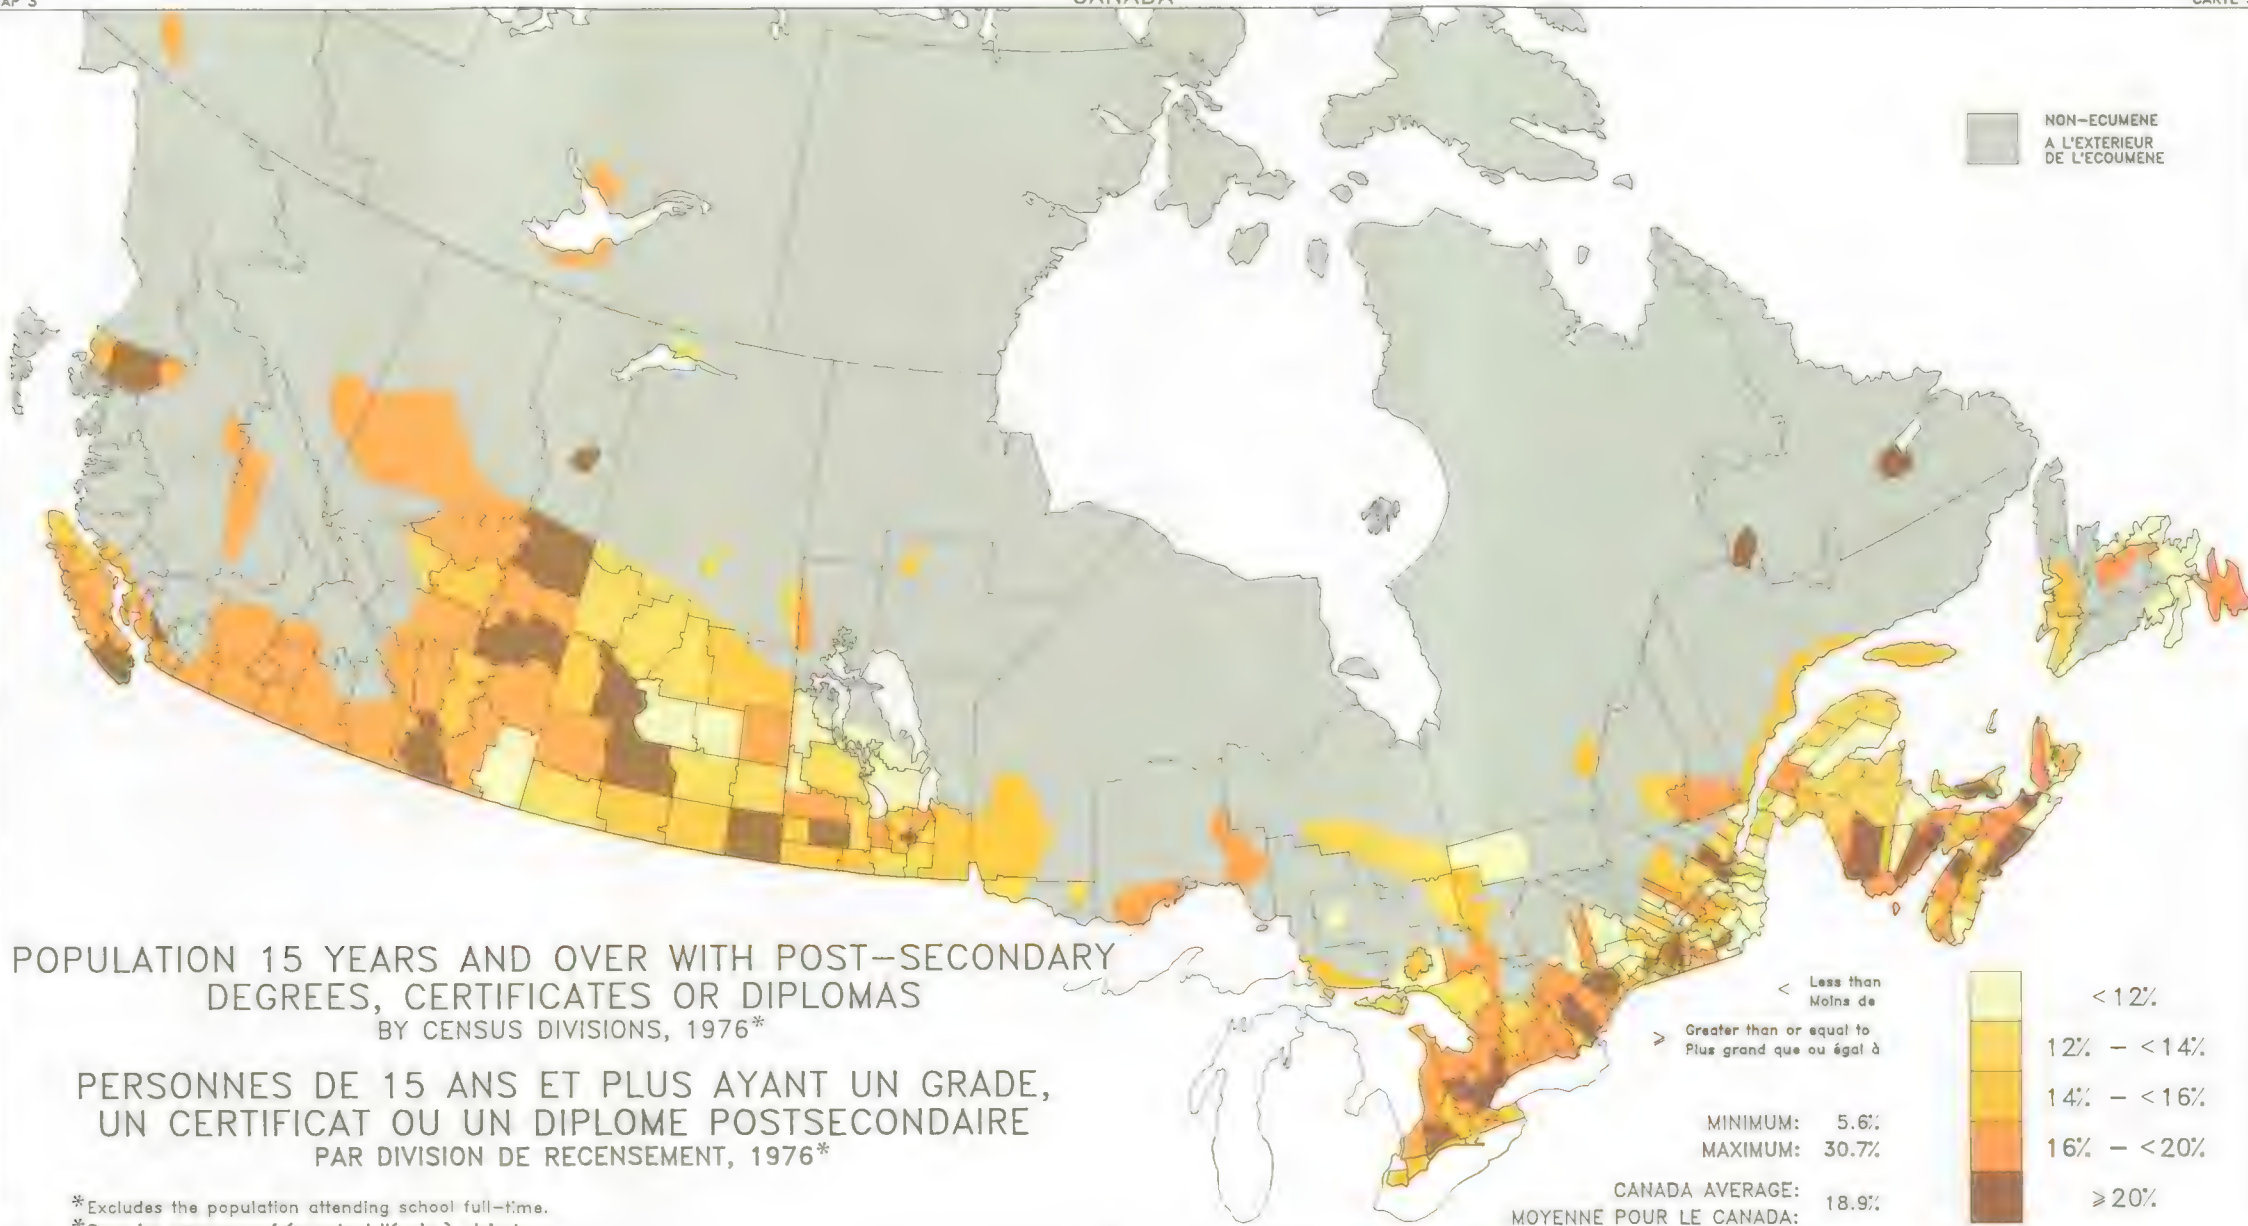 CANADA
NON-ECUMENE
A L'EXTERIEUR
DE L'ECOUMENE
POPULATION 15 YEARS AND OVER WITH POST-SECONDARY
DEGREES, CERTIFICATES OR DIPLOMAS
BY CENSUS DIVISIONS, 1976*
PERSONNES DE 15 ANS ET PLUS AYANT UN GRADE,
UN CERTIFICAT OU UN DIPLOME POSTSECONDAIRE
PAR DIVISION DE RECENSEMENT, 1976*
*Excludes the population attending school full-time.
< Less than
Moins de
⩾ Greater than or equal to
Plus grand que ou égal à
MINIMUM: 5.6%
MAXIMUM: 30.7%
CANADA AVERAGE:
MOYENNE POUR LE CANADA: 18.9%
<12%
12% - <14%
14% - <16%
16% - <20%
⩾20%